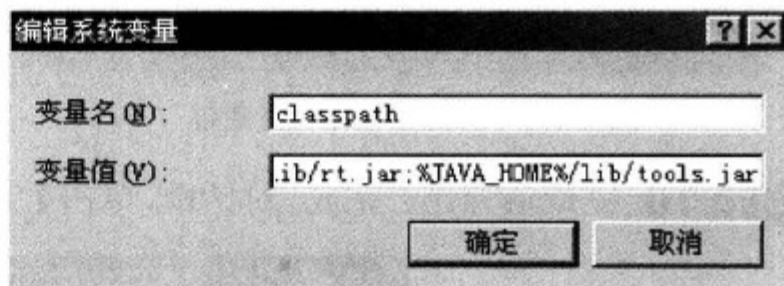 编辑系统变量
变量名(N): classpath
变量值(V): .ib/rt.jar;%JAVA_HOME%/lib/tools.jar
确定 取消